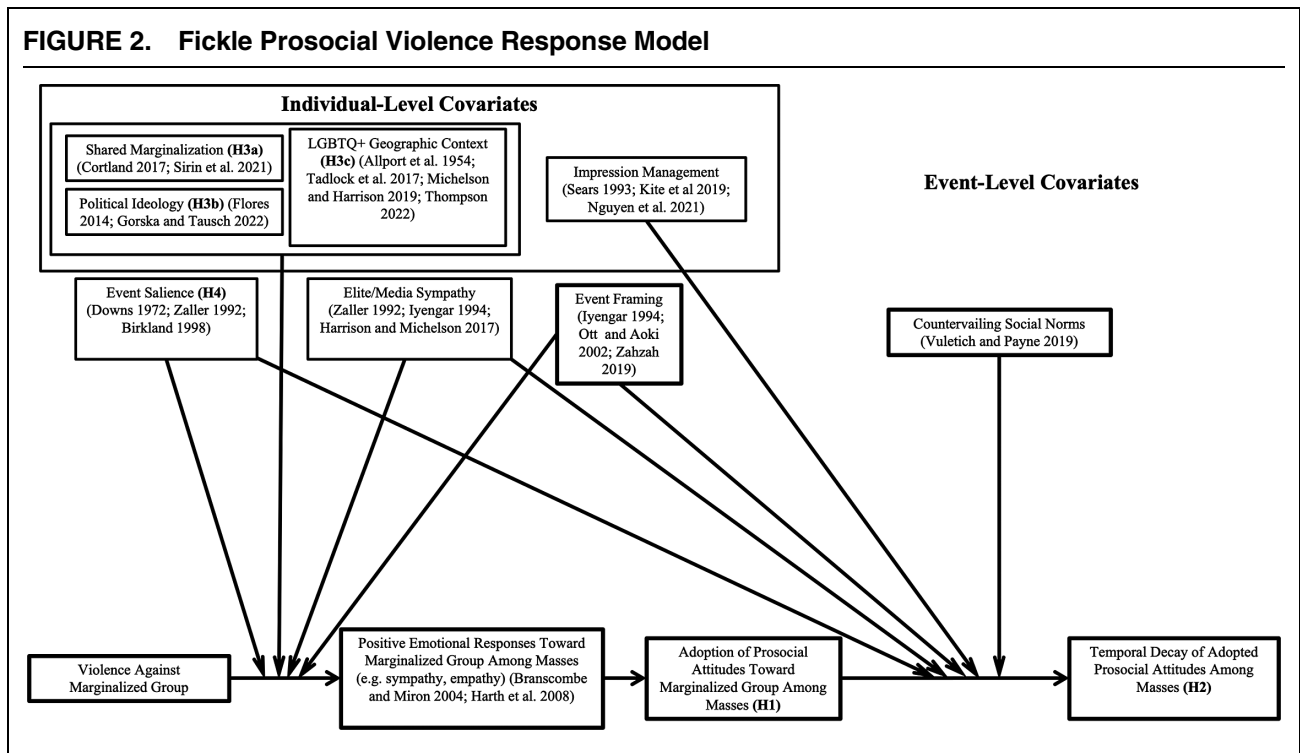 FIGURE 2. Fickle Prosocial Violence Response Model
Individual-Level Covariates
Shared Marginalization (H3a)
(Cortland 2017; Sirin et al. 2021)
Political Ideology (H3b) (Flores
2014; Gorska and Tausch 2022)
LGBTQ+ Geographic Context
(H3c) (Allport et al. 1954;
Tadlock et al. 2017; Michelson
and Harrison 2019; Thompson
2022)
Impression Management
(Sears 1993; Kite et al 2019;
Nguyen et al. 2021)
Event-Level Covariates
Event Salience (H4)
(Downs 1972; Zaller 1992;
Birkland 1998)
Elite/Media Sympathy
(Zaller 1992; Iyengar 1994;
Harrison and Michelson 2017)
Event Framing
(Iyengar 1994;
Ott and Aoki
2002; Zahzah
2019)
Countervailing Social Norms
(Vuletich and Payne 2019)
Violence Against
Marginalized Group
Positive Emotional Responses Toward
Marginalized Group Among Masses
(e.g. sympathy, empathy) (Branscombe
and Miron 2004; Harth et al. 2008)
Adoption of Prosocial
Attitudes Toward
Marginalized Group Among
Masses (H1)
Temporal Decay of Adopted
Prosocial Attitudes Among
Masses (H2)